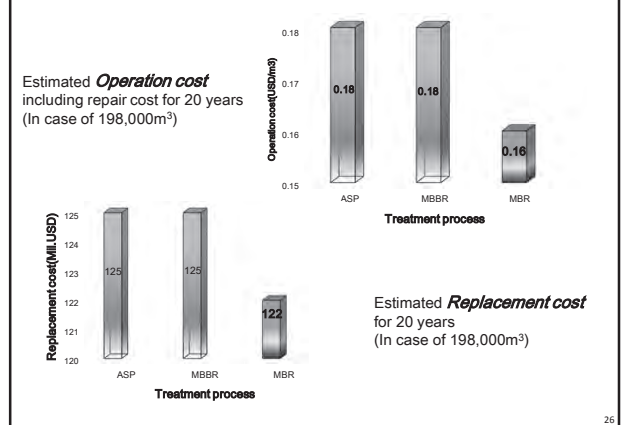 Estimated Operation cost
including repair cost for 20 years
(In case of 198,000m³)
Operation cost(USD/m3)
0.18
0.17
0.16
0.15
0.18
0.18
0.16
ASP MBBR MBR
Treatment process
Replacement cost(Mil.USD)
125
124
123
122
121
120
125
125
122
ASP MBBR MBR
Treatment process
Estimated Replacement cost
for 20 years
(In case of 198,000m³)
26